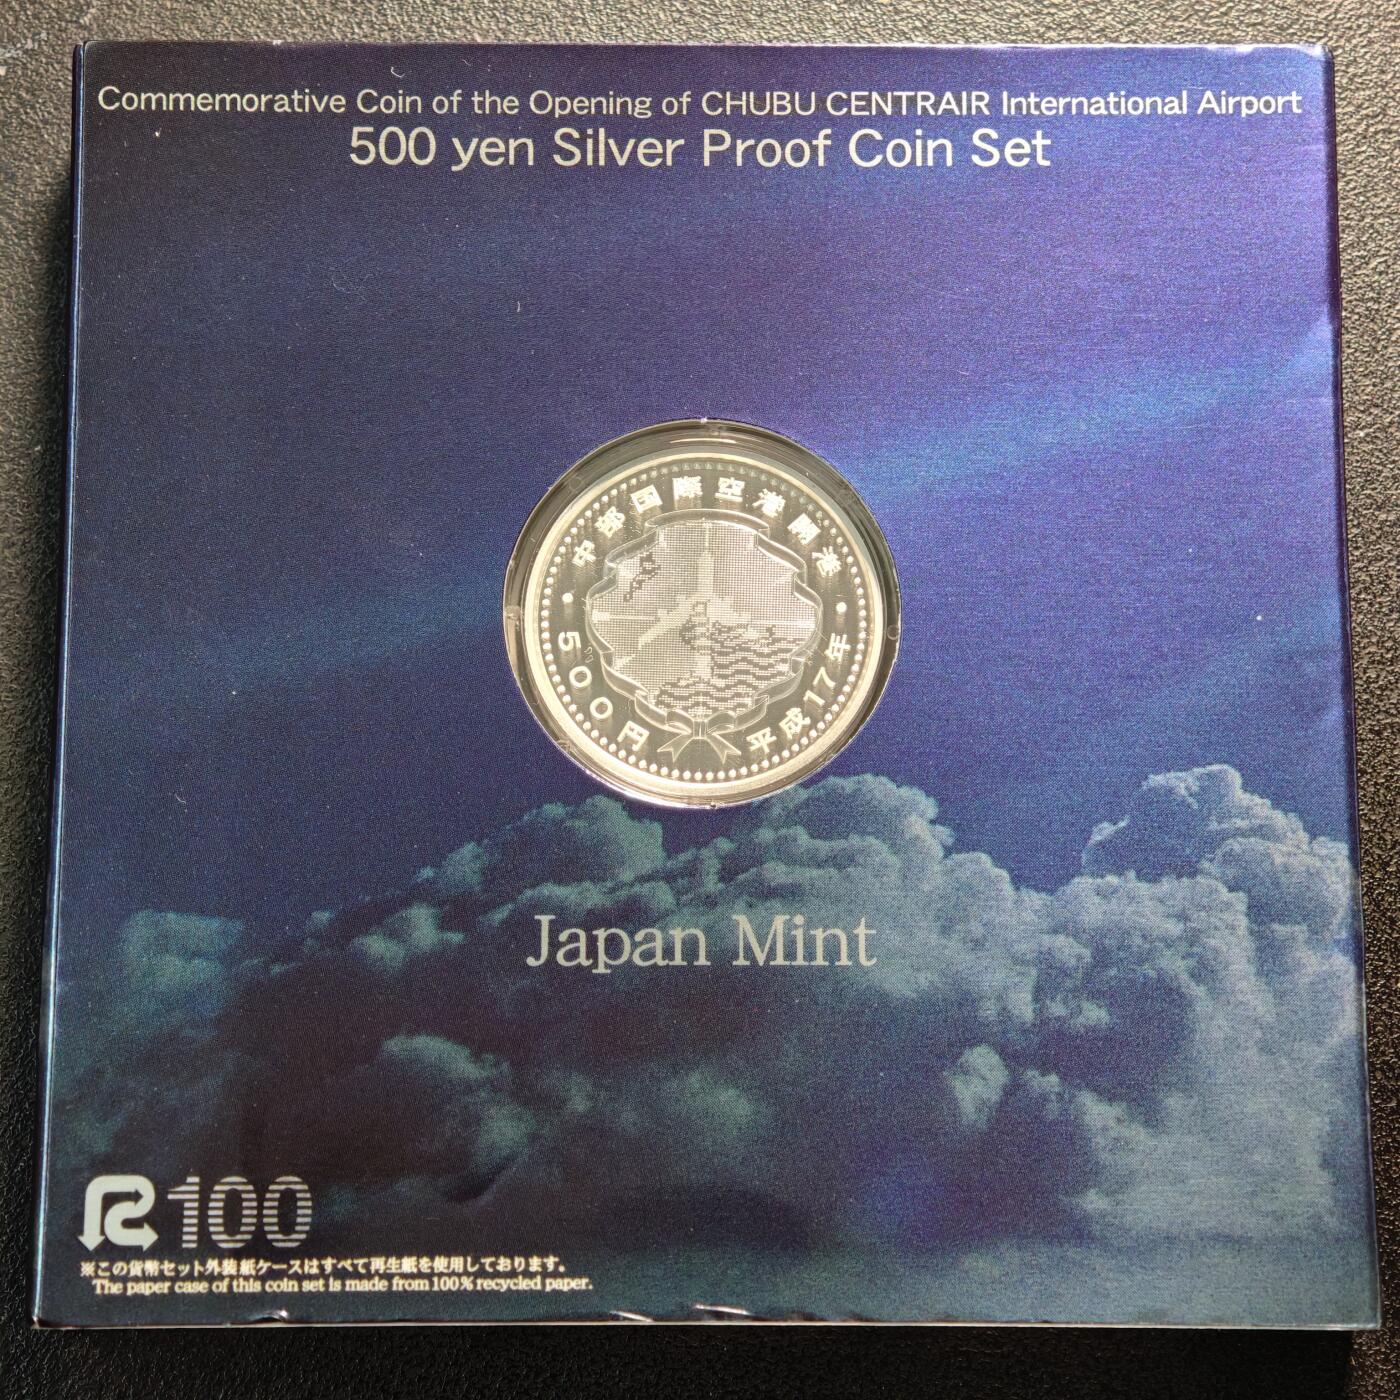 Commemorative Coin of the Opening of CHUBU CENTRAIR International Airport
500 yen Silver Proof Coin Set
中部国際空港開港
500円
平成17年
Japan Mint
R100
※この貨幣セット外装紙ケースはすべて再生紙を使用しております。
The paper case of this coin set is made from 100% recycled paper.